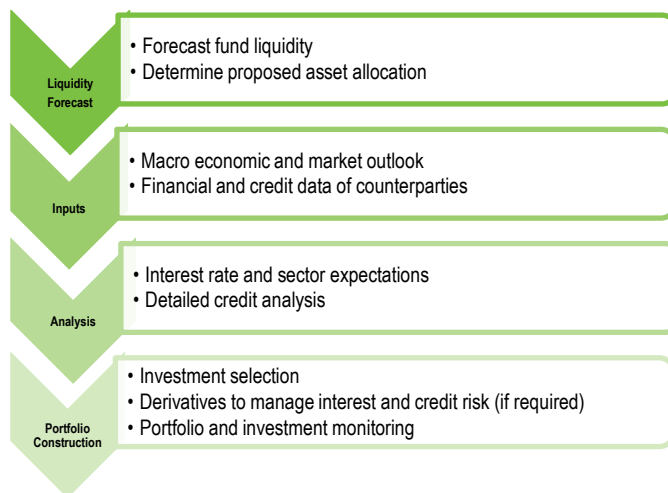 Liquidity
Forecast
• Forecast fund liquidity
• Determine proposed asset allocation
Inputs
• Macro economic and market outlook
• Financial and credit data of counterparties
Analysis
• Interest rate and sector expectations
• Detailed credit analysis
Portfolio
Construction
• Investment selection
• Derivatives to manage interest and credit risk (if required)
• Portfolio and investment monitoring